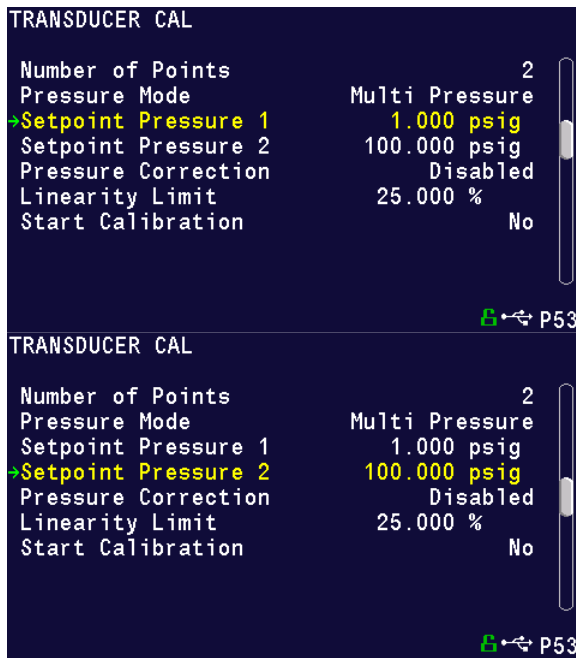 TRANSDUCER CAL
Number of Points 2
Pressure Mode Multi Pressure
→Setpoint Pressure 1 1.000 psig
Setpoint Pressure 2 100.000 psig
Pressure Correction Disabled
Linearity Limit 25.000 %
Start Calibration No
P53
TRANSDUCER CAL
Number of Points 2
Pressure Mode Multi Pressure
Setpoint Pressure 1 1.000 psig
→Setpoint Pressure 2 100.000 psig
Pressure Correction Disabled
Linearity Limit 25.000 %
Start Calibration No
P53